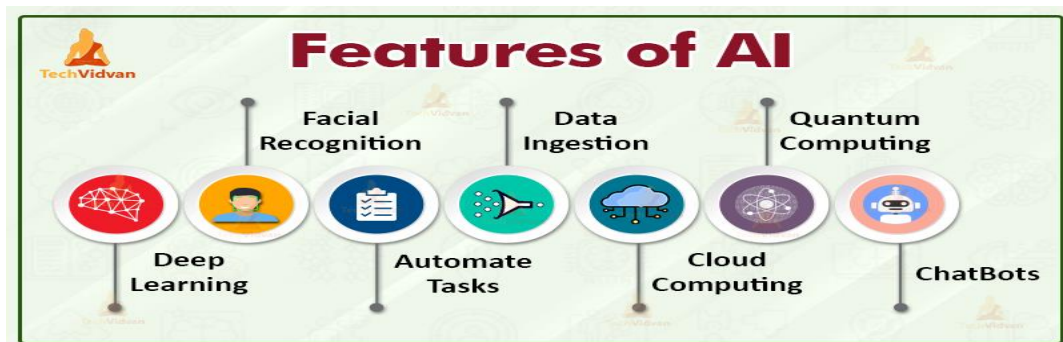 TechVidvan
Features of AI
Facial
Recognition
Data
Ingestion
Quantum
Computing
Deep
Learning
Automate
Tasks
Cloud
Computing
ChatBots